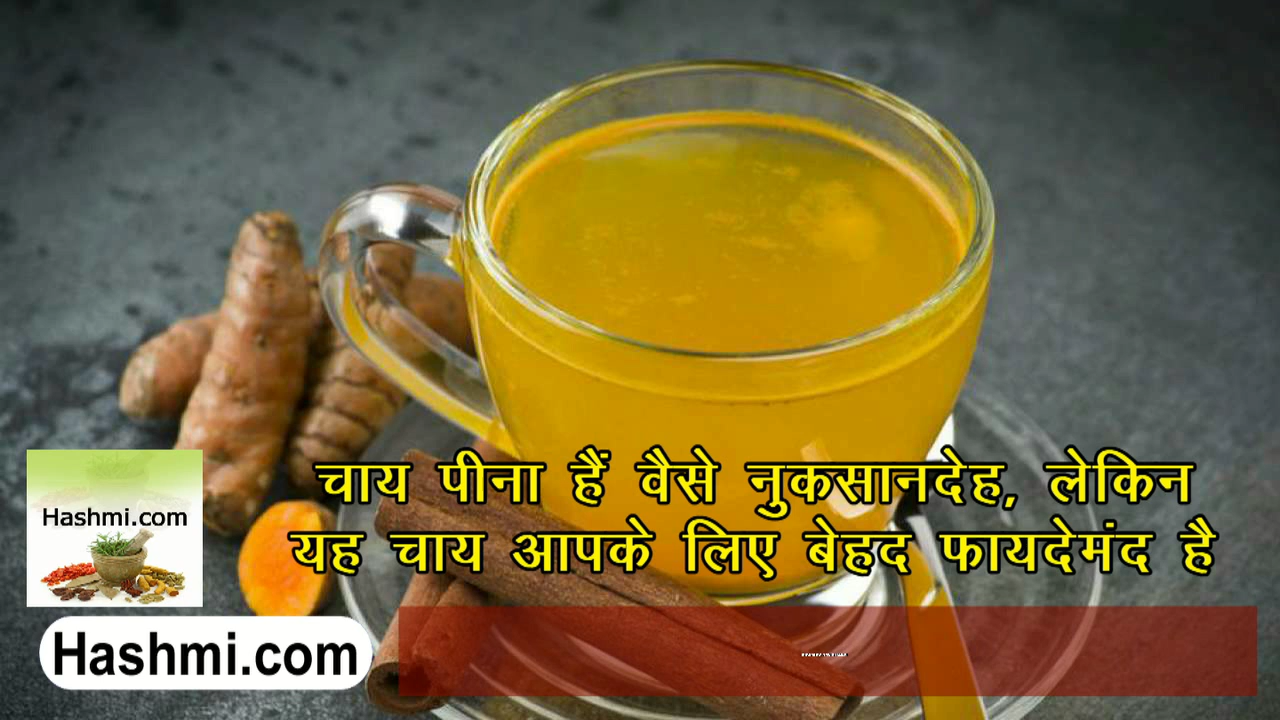 चाय पीना हैं वैसे नुकसानदेह, लेकिन
यह चाय आपके लिए बेहद फायदेमंद है
Hashmi.com
Hashmi.com